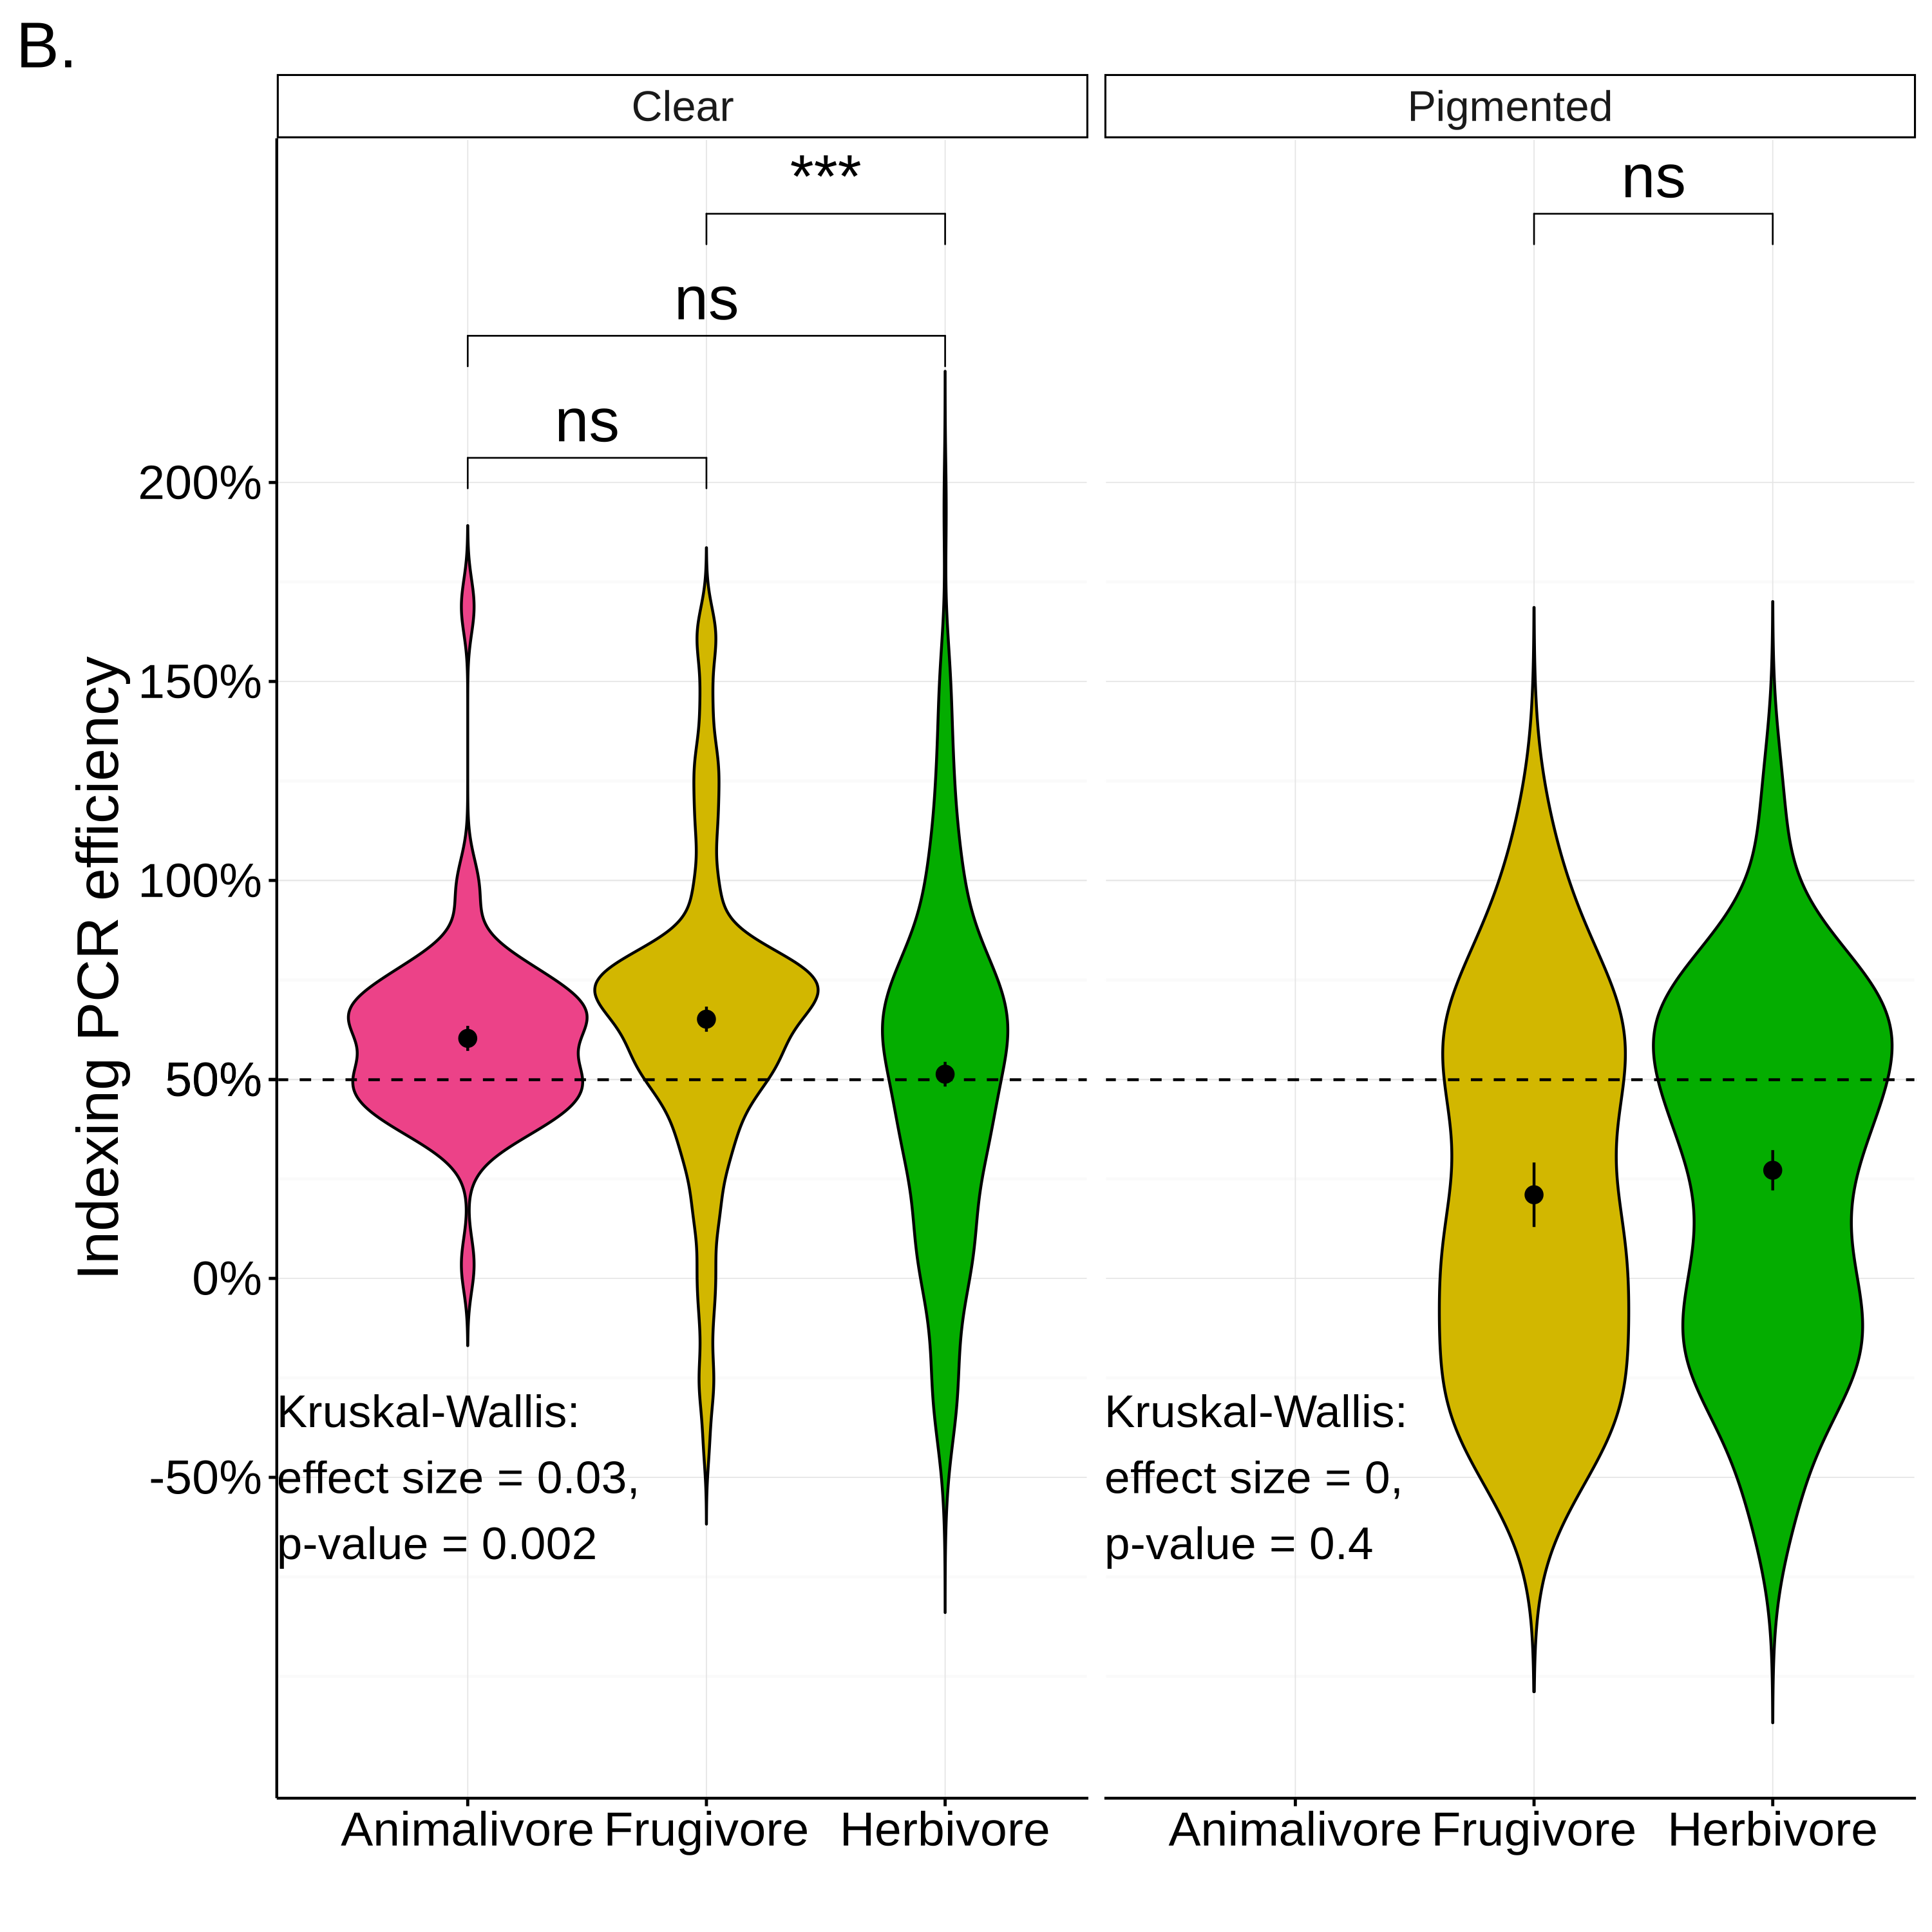 B.
Clear
Pigmented
***
ns
ns
ns
200%
150%
100%
50%
0%
-50%
Indexing PCR efficiency
Kruskal-Wallis:
effect size = 0.03,
p-value = 0.002
Kruskal-Wallis:
effect size = 0,
p-value = 0.4
Animalivore Frugivore Herbivore
Animalivore Frugivore Herbivore